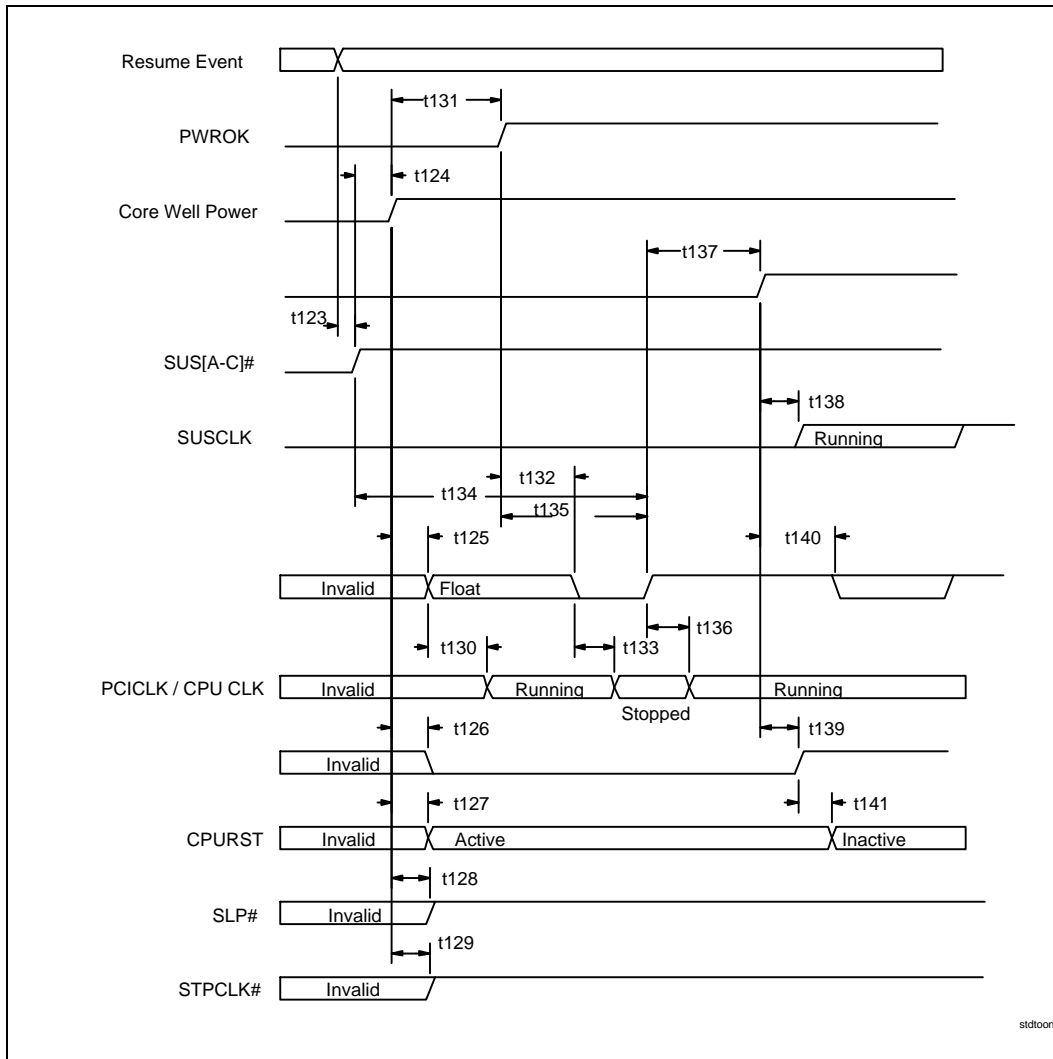 Resume Event
t131
PWROK
t124
Core Well Power
t137
t123
SUS[A-C]#
t138
SUSCLK
Running
t132
t134
t135
t125
t140
Invalid
Float
t136
t130
t133
PCICLK / CPU CLK
Invalid
Running
Running
Stopped
t126
t139
Invalid
t127
t141
CPURST
Invalid
Active
Inactive
t128
SLP#
Invalid
t129
STPCLK#
Invalid
stdtoon